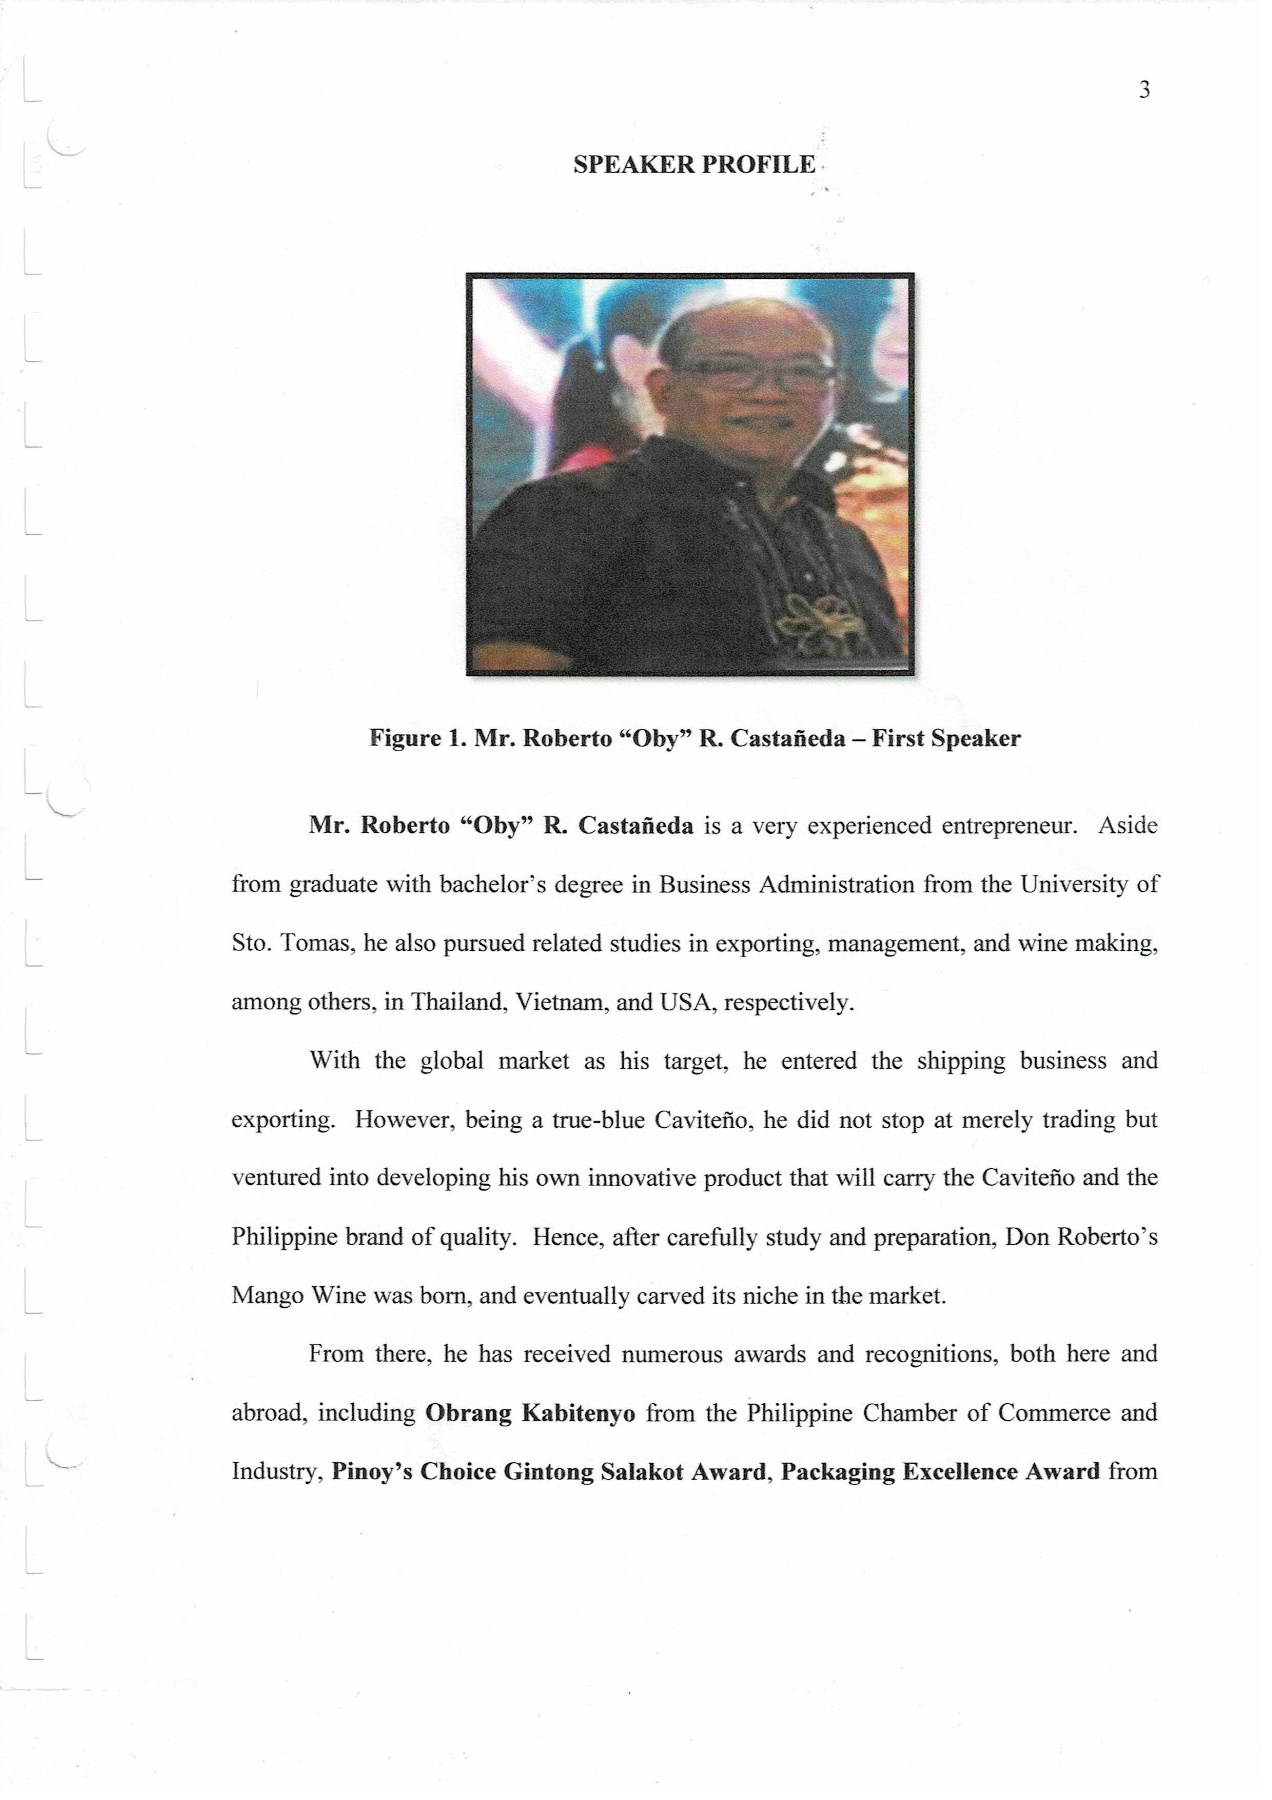 3
SPEAKER PROFILE
Figure 1. Mr. Roberto “Oby” R. Castañeda – First Speaker
Mr. Roberto “Oby” R. Castañeda is a very experienced entrepreneur. Aside
from graduate with bachelor’s degree in Business Administration from the University of
Sto. Tomas, he also pursued related studies in exporting, management, and wine making,
among others, in Thailand, Vietnam, and USA, respectively.
With the global market as his target, he entered the shipping business and
exporting. However, being a true-blue Caviteño, he did not stop at merely trading but
ventured into developing his own innovative product that will carry the Caviteño and the
Philippine brand of quality. Hence, after carefully study and preparation, Don Roberto’s
Mango Wine was born, and eventually carved its niche in the market.
From there, he has received numerous awards and recognitions, both here and
abroad, including Obrang Kabitenyo from the Philippine Chamber of Commerce and
Industry, Pinoy’s Choice Gintong Salakot Award, Packaging Excellence Award from